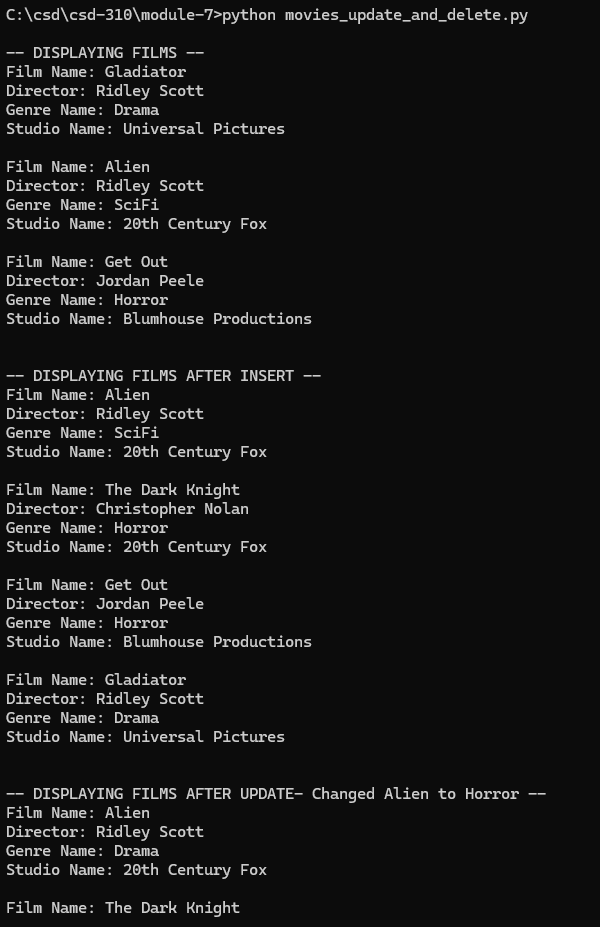 C:\csd\csd-310\module-7>python movies_update_and_delete.py
-- DISPLAYING FILMS --
Film Name: Gladiator
Director: Ridley Scott
Genre Name: Drama
Studio Name: Universal Pictures
Film Name: Alien
Director: Ridley Scott
Genre Name: SciFi
Studio Name: 20th Century Fox
Film Name: Get Out
Director: Jordan Peele
Genre Name: Horror
Studio Name: Blumhouse Productions
-- DISPLAYING FILMS AFTER INSERT --
Film Name: Alien
Director: Ridley Scott
Genre Name: SciFi
Studio Name: 20th Century Fox
Film Name: The Dark Knight
Director: Christopher Nolan
Genre Name: Horror
Studio Name: 20th Century Fox
Film Name: Get Out
Director: Jordan Peele
Genre Name: Horror
Studio Name: Blumhouse Productions
Film Name: Gladiator
Director: Ridley Scott
Genre Name: Drama
Studio Name: Universal Pictures
-- DISPLAYING FILMS AFTER UPDATE- Changed Alien to Horror --
Film Name: Alien
Director: Ridley Scott
Genre Name: Drama
Studio Name: 20th Century Fox
Film Name: The Dark Knight